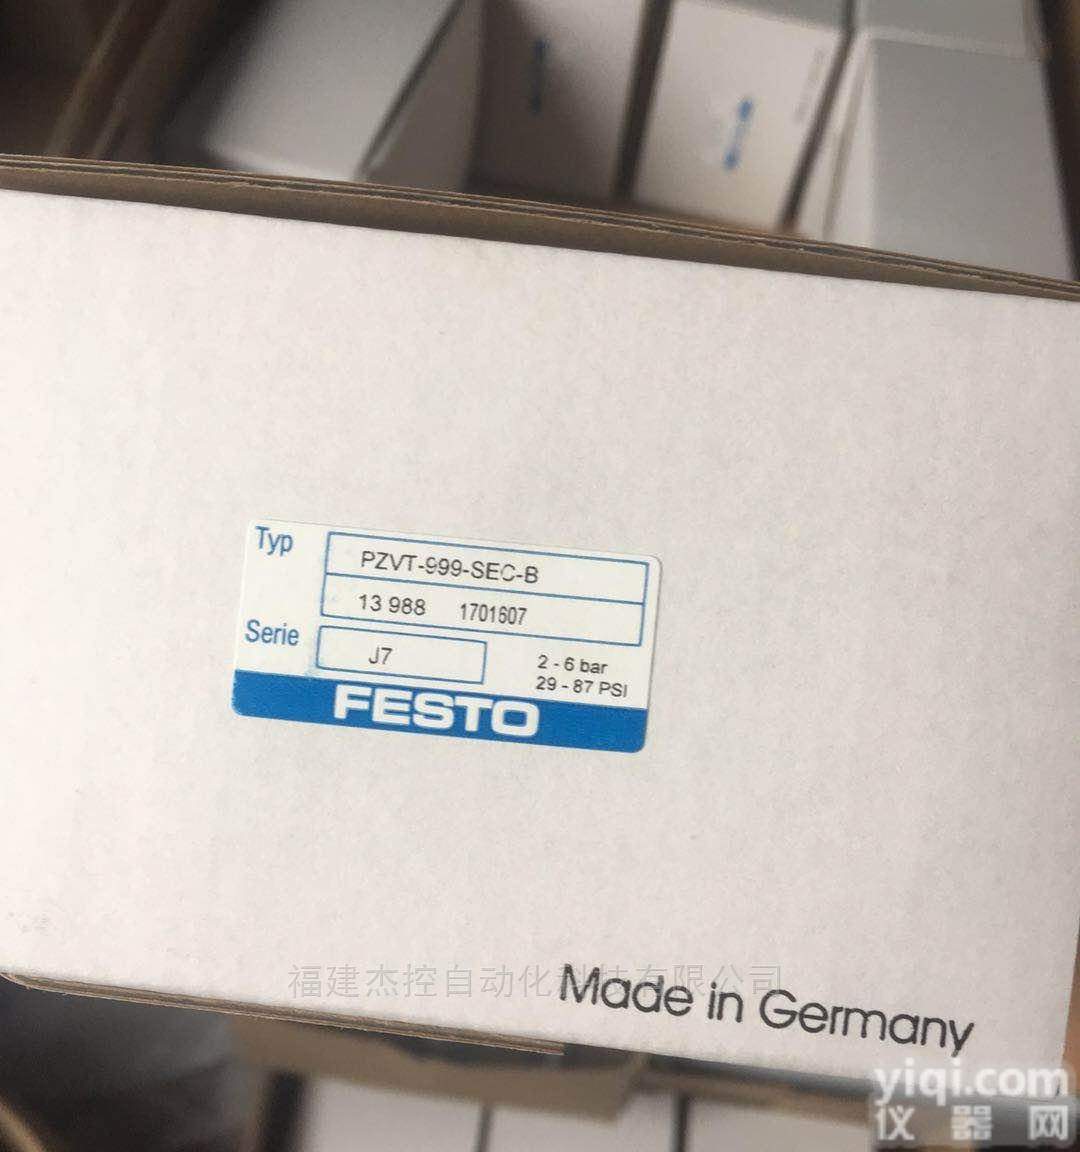 Typ
PZVT-999-SEC-B
13 988 1701607
Serie
J7
2 - 6 bar
29 - 87 PSI
FESTO
福建杰控自动化科技有限公司
Made in Germany
yiqi.com
仪器网